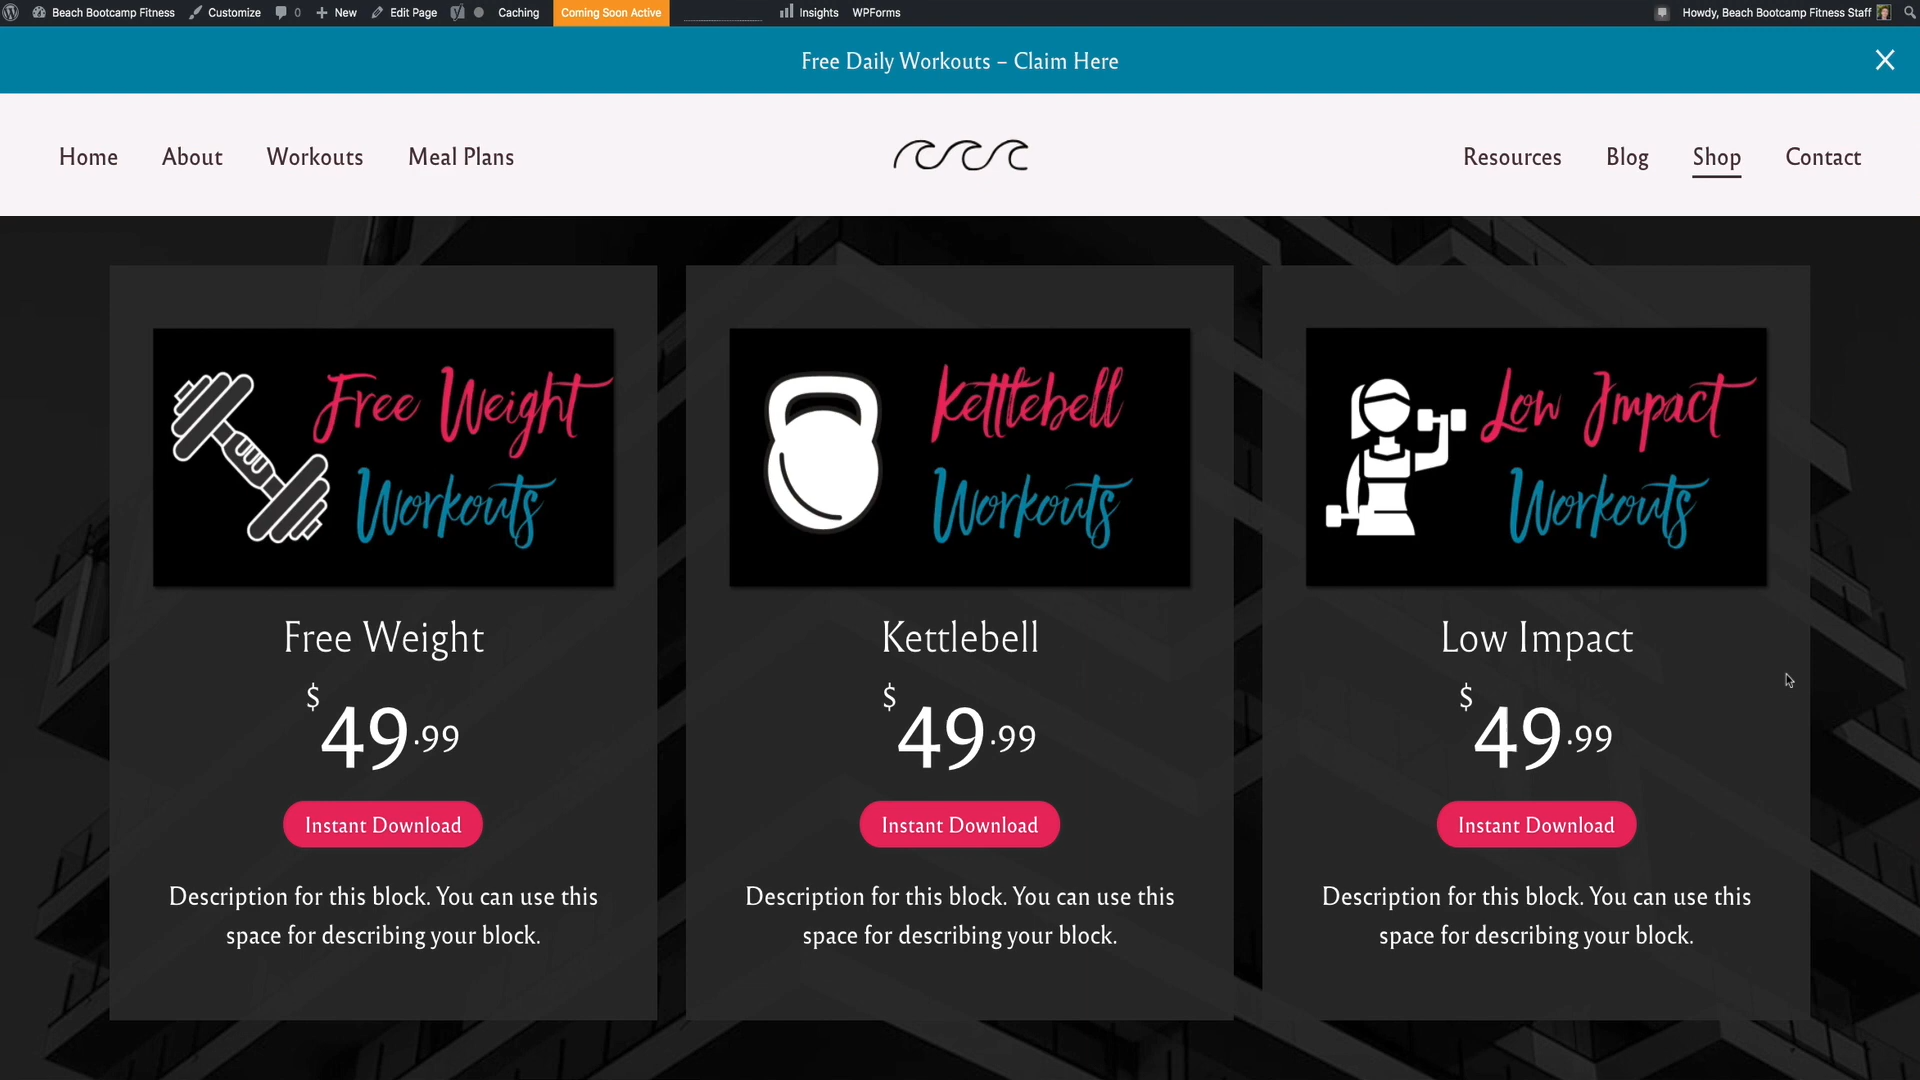 Beach Bootcamp Fitness Customize 0 New Edit Page Caching Coming Soon Active Insights WPForms Howdy, Beach Bootcamp Fitness Staff
Free Daily Workouts – Claim Here
Home About Workouts Meal Plans Resources Blog Shop Contact
Free Weight
Workouts
Kettlebell
Workouts
Low Impact
Workouts
Free Weight
$49.99
Instant Download
Description for this block. You can use this
space for describing your block.
Kettlebell
$49.99
Instant Download
Description for this block. You can use this
space for describing your block.
Low Impact
$49.99
Instant Download
Description for this block. You can use this
space for describing your block.